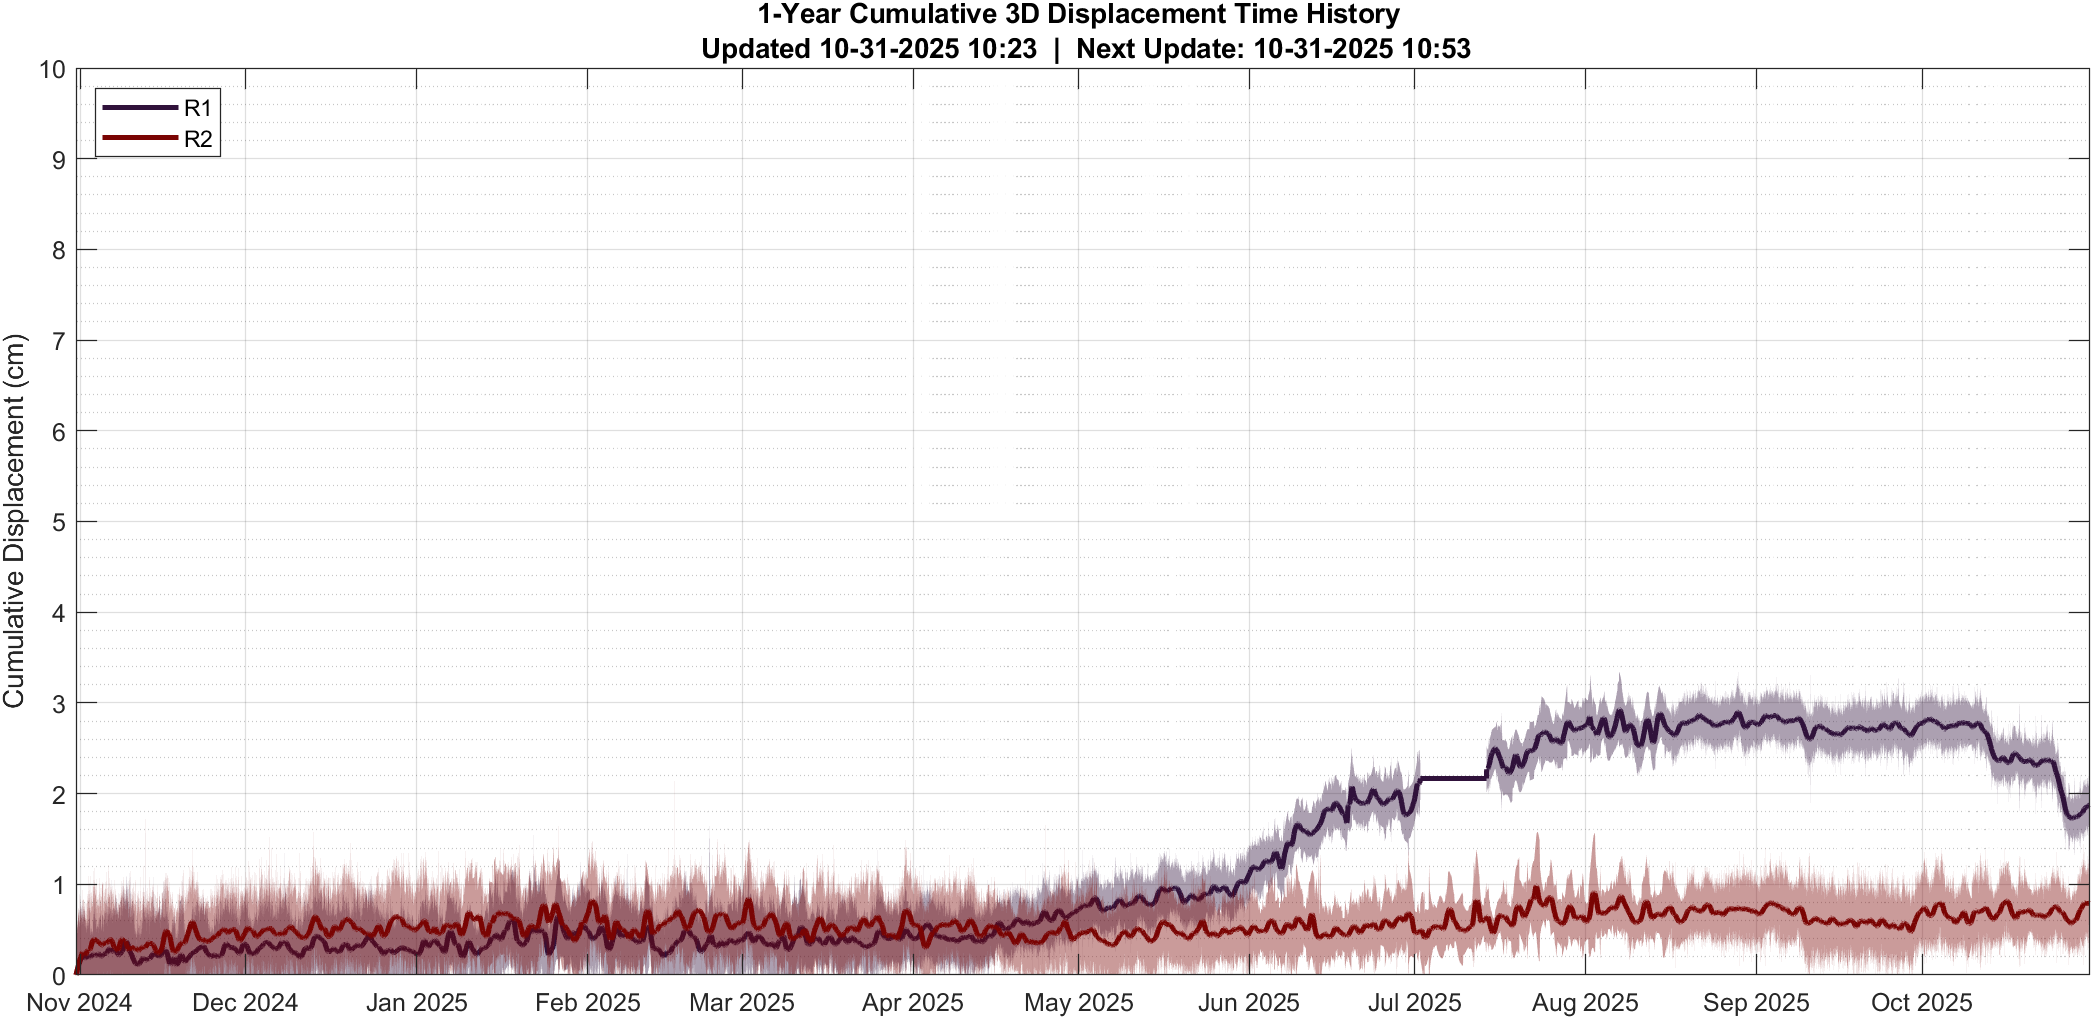 1-Year Cumulative 3D Displacement Time History
Updated 10-31-2025 10:23 | Next Update: 10-31-2025 10:53
R1
R2
Cumulative Displacement (cm)
10
9
8
7
6
5
4
3
2
1
0
Nov 2024 Dec 2024 Jan 2025 Feb 2025 Mar 2025 Apr 2025 May 2025 Jun 2025 Jul 2025 Aug 2025 Sep 2025 Oct 2025